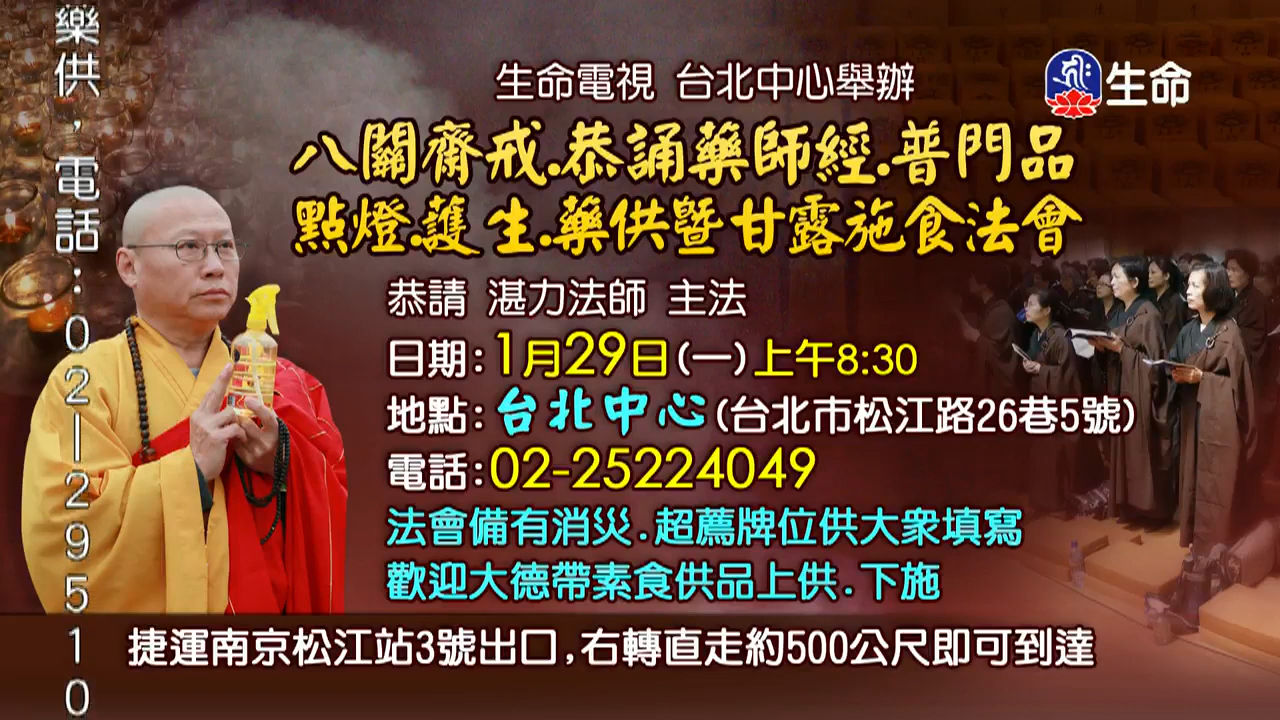 生命電視 台北中心舉辦
生命
八關齋戒.恭誦藥師經.普門品
點燈.護生.藥供暨甘露施食法會
恭請 湛力法師 主法
日期:1月29日(一)上午8:30
地點:台北中心(台北市松江路26巷5號)
電話:02-25224049
法會備有消災.超薦牌位供大眾填寫
歡迎大德帶素食供品上供.下施
捷運南京松江站3號出口,右轉直走約500公尺即可到達
樂供,電話:02—29510